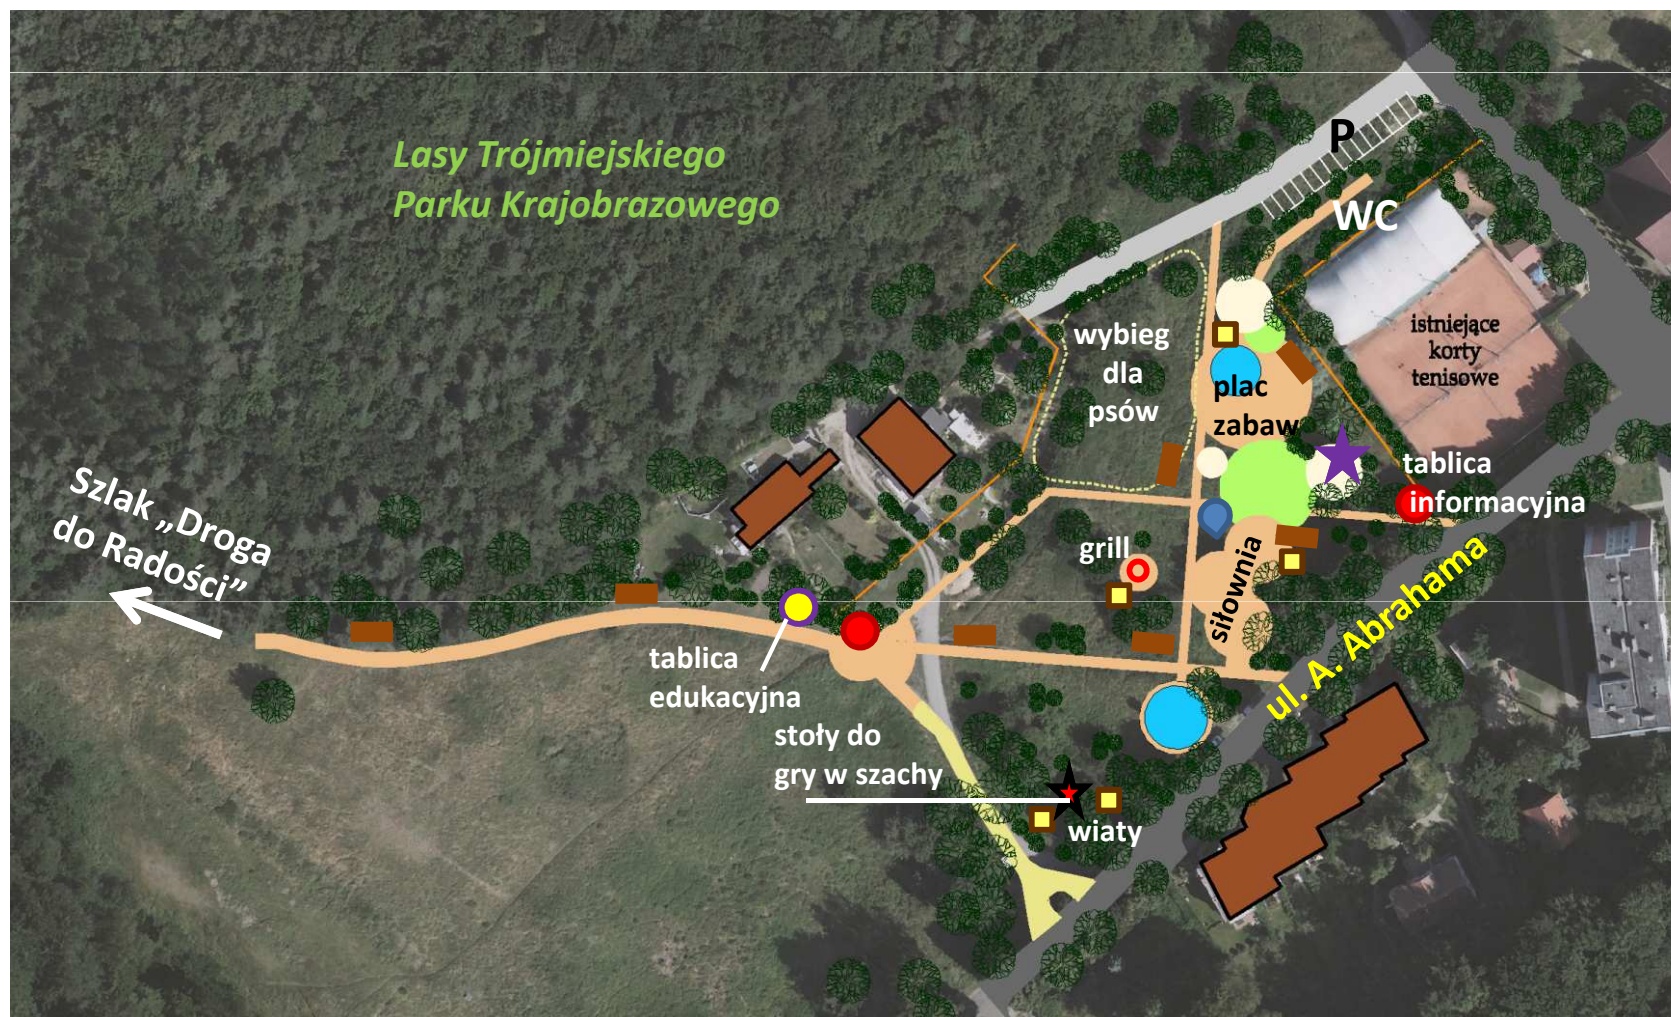 Lasy Trójmiejskiego
Parku Krajobrazowego
P
WC
wybieg
dla
psów
istniejące
korty
tenisowe
plac
zabaw
tablica
informacyjna
Szlak „Droga
do Radości”
grill
siłownia
ul. A. Abrahama
tablica
edukacyjna
stoły do
gry w szachy
wiaty